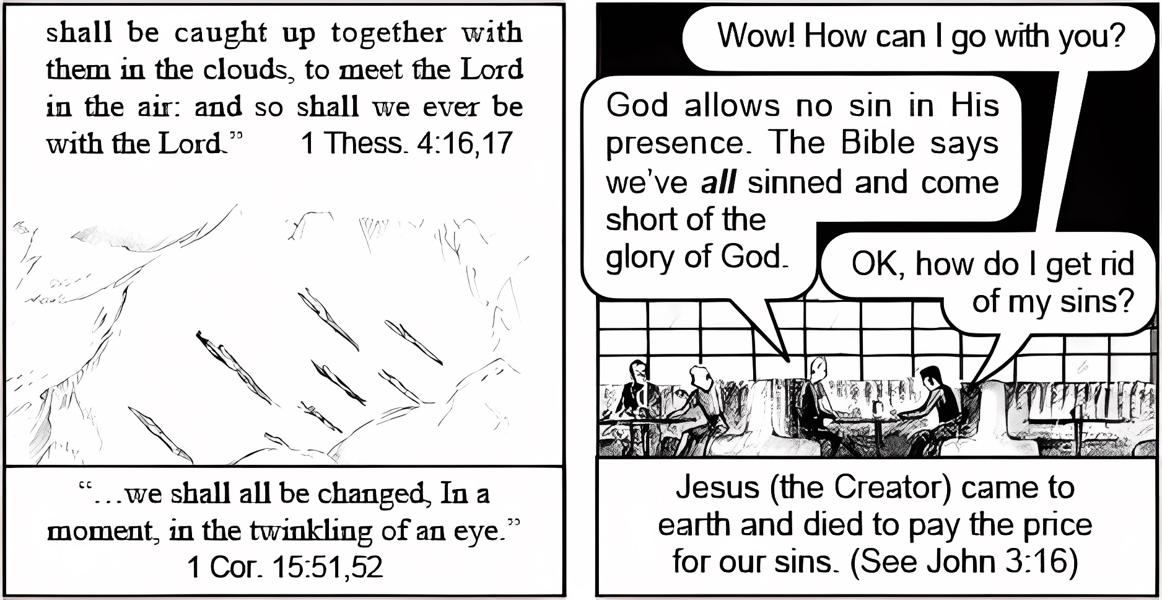 shall be caught up together with
them in the clouds, to meet the Lord
in the air: and so shall we ever be
with the Lord.” 1 Thess. 4:16,17
“…we shall all be changed, In a
moment, in the twinkling of an eye.”
1 Cor. 15:51,52
Wow! How can I go with you?
God allows no sin in His
presence. The Bible says
we've all sinned and come
short of the
glory of God.
OK, how do I get rid
of my sins?
Jesus (the Creator) came to
earth and died to pay the price
for our sins. (See John 3:16)